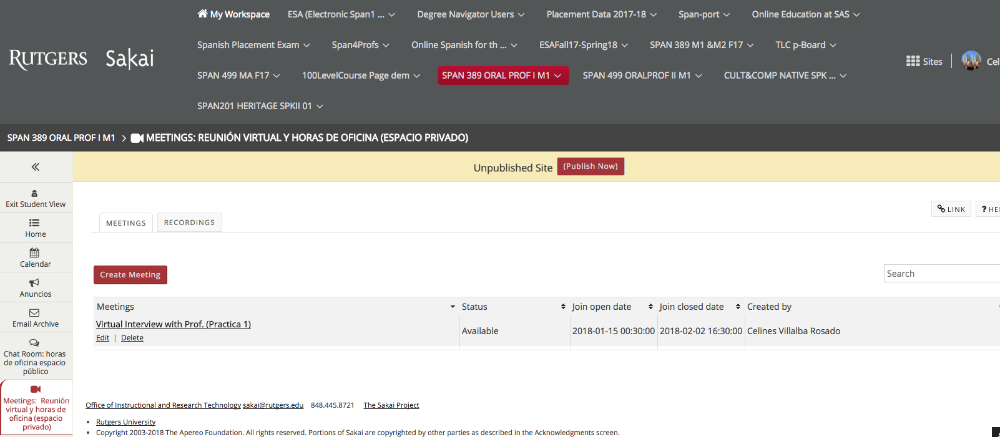 My Workspace ESA (Electronic Span1 ... Degree Navigator Users Placement Data 2017-18 Span-port Online Education at SAS
Spanish Placement Exam Span4Profs Online Spanish for th ... ESAFall17-Spring18 SPAN 389 M1 &M2 F17 TLC p-Board
RUTGERS Sakai
Sites Cel
SPAN 499 MA F17 100LevelCourse Page dem SPAN 389 ORAL PROF I M1 SPAN 499 ORALPROF II M1 CULT&COMP NATIVE SPK ...
SPAN201 HERITAGE SPKII 01
SPAN 389 ORAL PROF I M1 > MEETINGS: REUNIÓN VIRTUAL Y HORAS DE OFICINA (ESPACIO PRIVADO)
Unpublished Site (Publish Now)
Exit Student View
Home
Calendar
Anuncios
Email Archive
Chat Room: horas
de oficina espacio
público
Meetings: Reunión
virtual y horas de
oficina (espacio
privado)
LINK ? HE
MEETINGS RECORDINGS
Create Meeting
Search
Meetings Status Join open date Join closed date Created by
Virtual Interview with Prof. (Practica 1)
Available 2018-01-15 00:30:00 2018-02-02 16:30:00 Celines Villalba Rosado
Edit | Delete
Office of Instructional and Research Technology sakai@rutgers.edu 848.445.8721 The Sakai Project
• Rutgers University
• Copyright 2003-2018 The Apereo Foundation. All rights reserved. Portions of Sakai are copyrighted by other parties as described in the Acknowledgments screen.